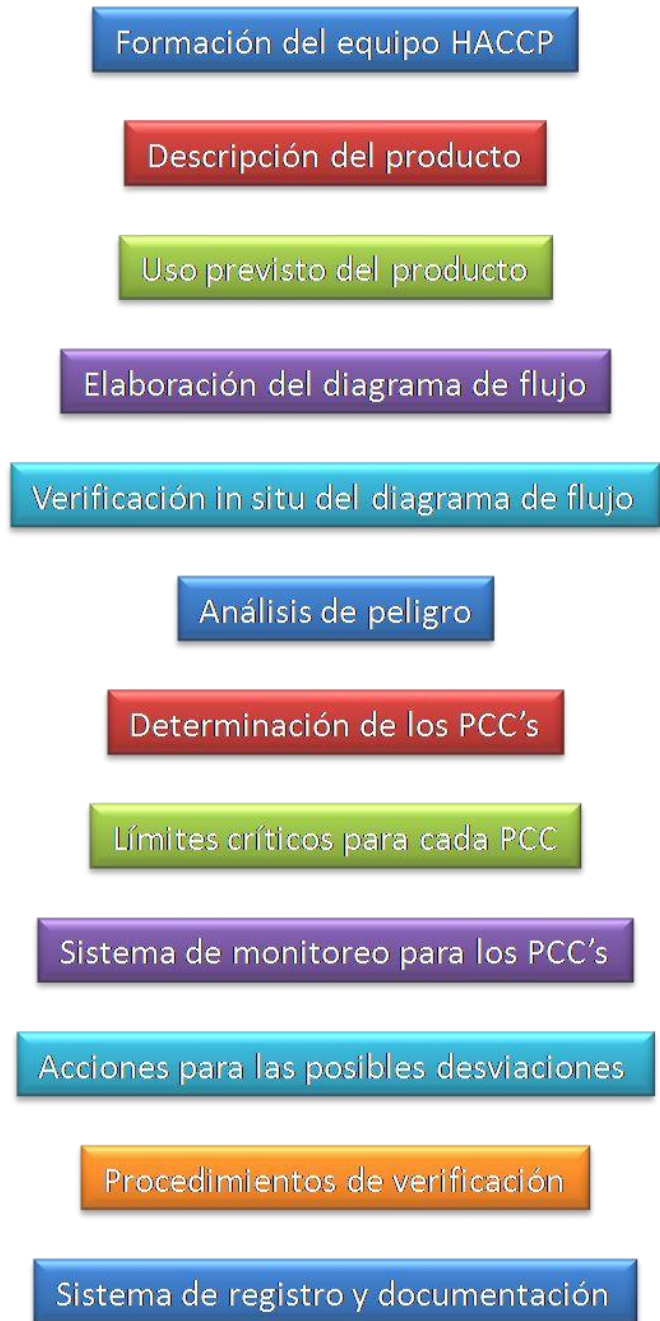 Formación del equipo HACCP
Descripción del producto
Uso previsto del producto
Elaboración del diagrama de flujo
Verificación in situ del diagrama de flujo
Análisis de peligro
Determinación de los PCC's
Límites críticos para cada PCC
Sistema de monitoreo para los PCC's
Acciones para las posibles desviaciones
Procedimientos de verificación
Sistema de registro y documentación